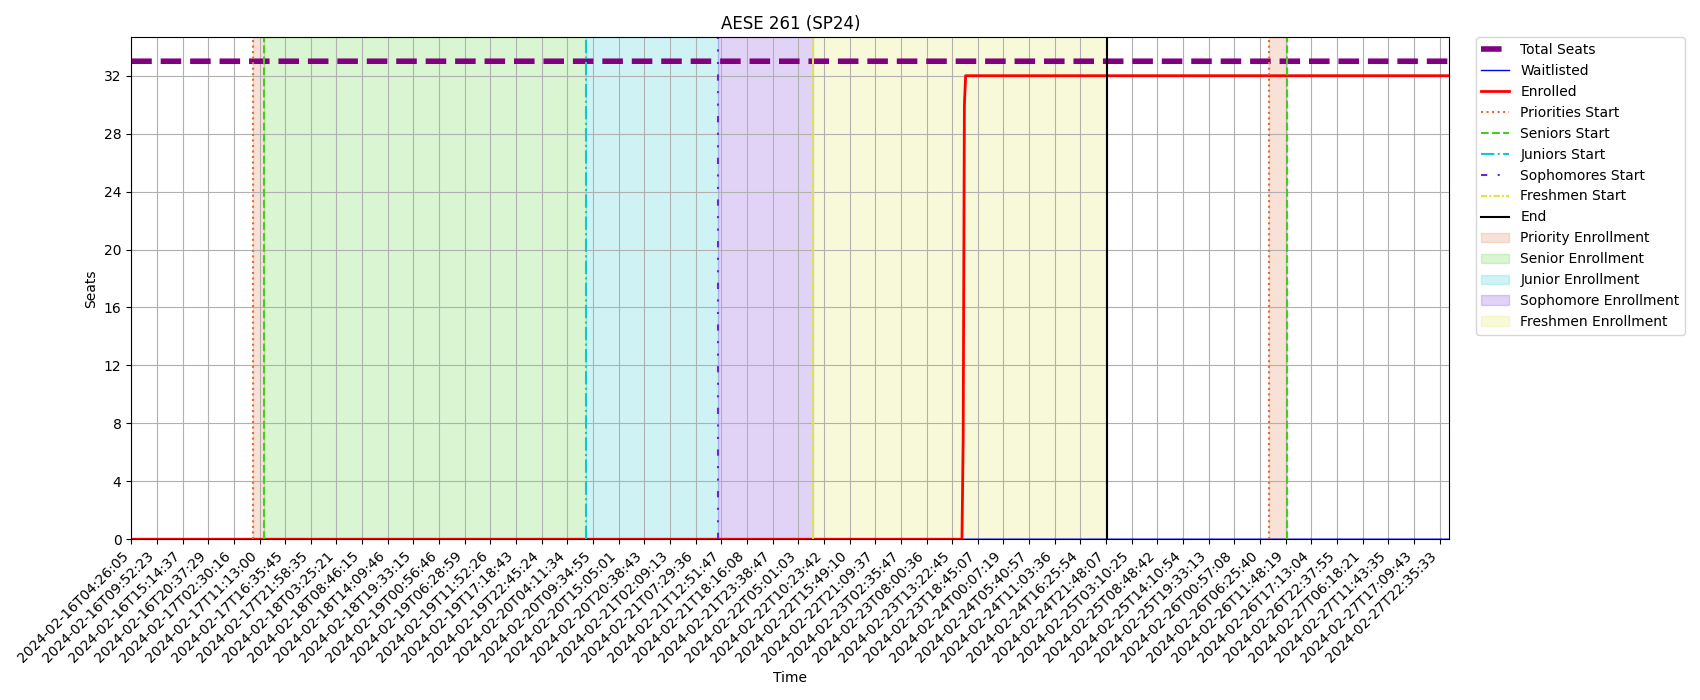 AESE 261 (SP24)
Seats
32
28
24
20
16
12
8
4
0
2024-02-16T04:26:05
2024-02-16T09:52:23
2024-02-16T15:14:37
2024-02-16T20:37:29
2024-02-17T02:30:16
2024-02-17T11:13:00
2024-02-17T16:35:45
2024-02-17T21:58:35
2024-02-18T03:25:21
2024-02-18T08:46:15
2024-02-18T14:09:46
2024-02-18T19:33:15
2024-02-19T00:56:46
2024-02-19T06:28:59
2024-02-19T11:52:26
2024-02-19T17:18:43
2024-02-19T22:45:24
2024-02-20T04:11:34
2024-02-20T09:34:55
2024-02-20T15:05:01
2024-02-20T20:38:43
2024-02-21T02:09:13
2024-02-21T07:29:36
2024-02-21T12:51:47
2024-02-21T18:16:08
2024-02-21T23:38:47
2024-02-22T05:01:03
2024-02-22T10:23:42
2024-02-22T15:49:10
2024-02-22T21:09:37
2024-02-23T02:35:47
2024-02-23T08:00:36
2024-02-23T13:22:45
2024-02-23T18:45:07
2024-02-24T00:07:19
2024-02-24T05:40:57
2024-02-24T11:03:36
2024-02-24T16:25:54
2024-02-24T21:48:07
2024-02-25T03:10:25
2024-02-25T08:48:42
2024-02-25T14:10:54
2024-02-25T19:33:13
2024-02-26T00:57:08
2024-02-26T06:25:40
2024-02-26T11:48:19
2024-02-26T17:13:04
2024-02-26T22:37:55
2024-02-27T06:18:21
2024-02-27T11:43:35
2024-02-27T17:09:43
2024-02-27T22:35:33
Time
Total Seats
Waitlisted
Enrolled
Priorities Start
Seniors Start
Juniors Start
Sophomores Start
Freshmen Start
End
Priority Enrollment
Senior Enrollment
Junior Enrollment
Sophomore Enrollment
Freshmen Enrollment